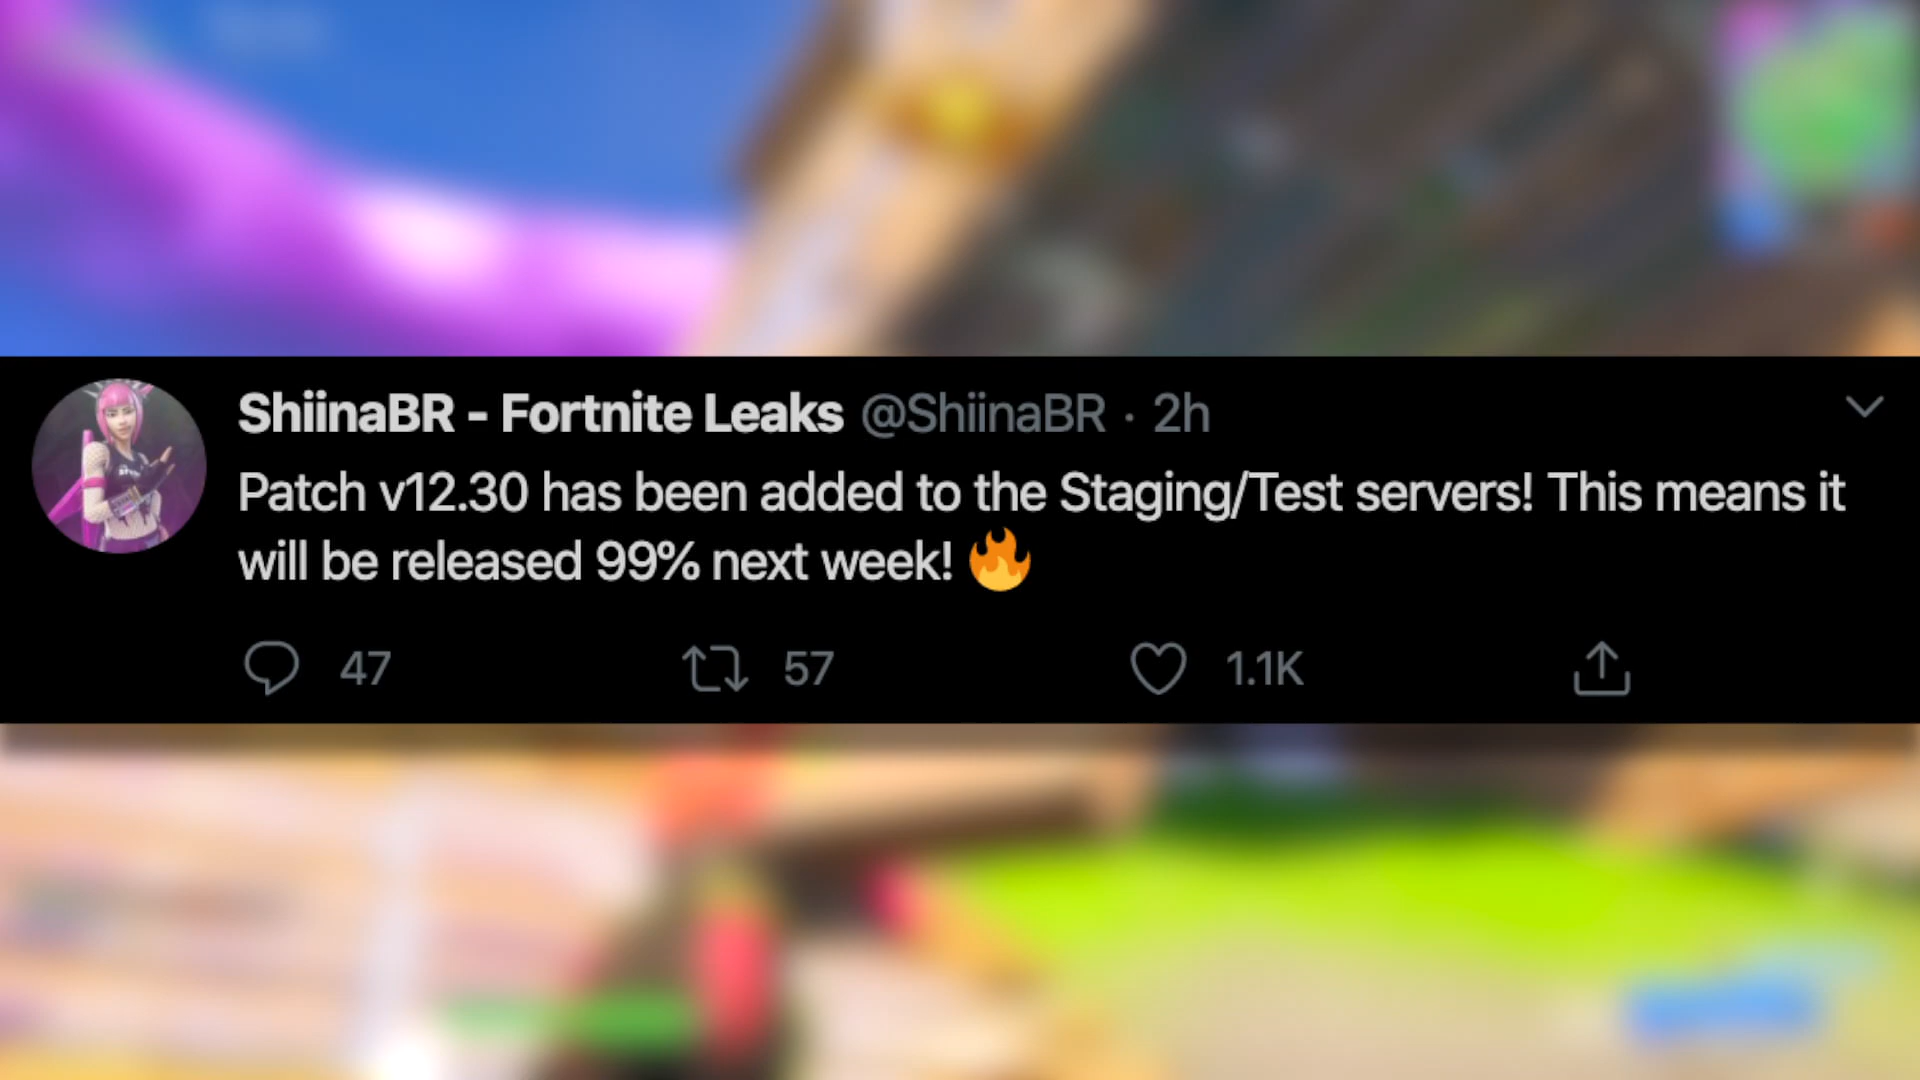 ShiinaBR - Fortnite Leaks @ShiinaBR · 2h
Patch v12.30 has been added to the Staging/Test servers! This means it
will be released 99% next week! 🔥
47 57 1.1K